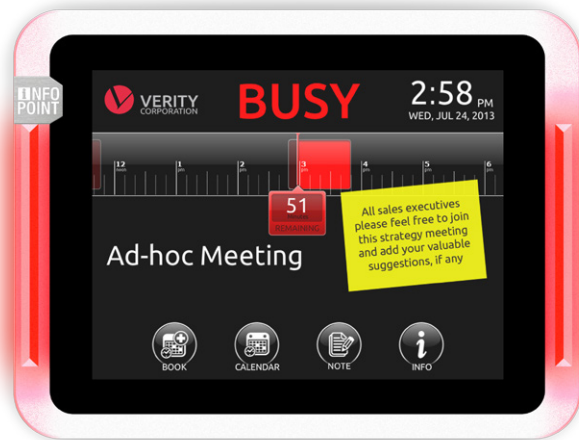 INFO
POINT
VERITY
CORPORATION
BUSY
2:58 PM
WED, JUL 24, 2013
12
noon
1
pm
2
pm
3
pm
4
pm
5
pm
6
pm
51
REMAINING
All sales executives
please feel free to join
this strategy meeting
and add your valuable
suggestions, if any
Ad-hoc Meeting
BOOK
CALENDAR
NOTE
INFO